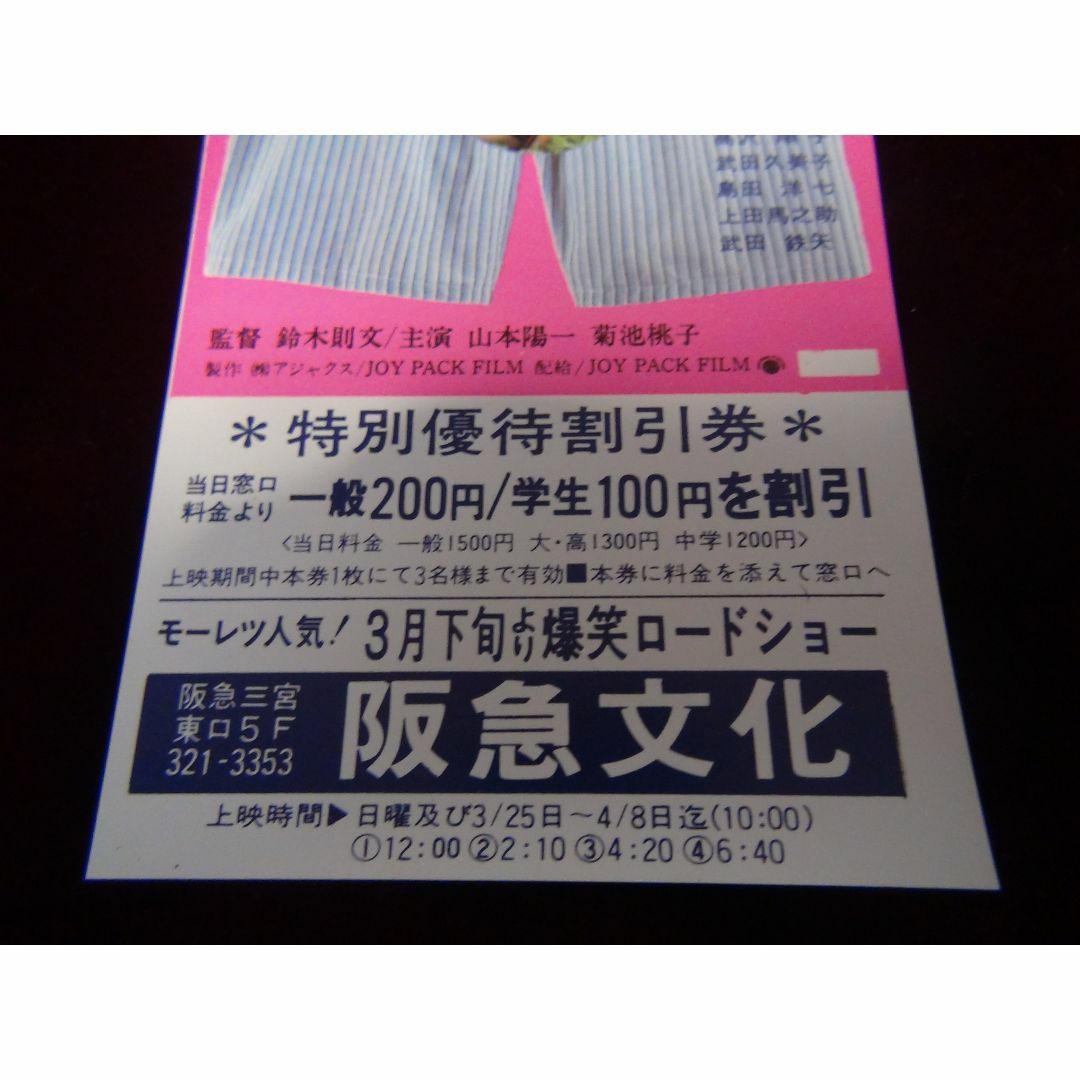 武田久美子
島田 洋七
上田馬之助
武田 鉄矢
監督 鈴木則文/主演 山本陽一 菊池桃子
製作 ㈱アジャクス/JOY PACK FILM 配給/JOY PACK FILM
＊特別優待割引券＊
当日窓口料金より 一般200円/学生100円を割引
〈当日料金 一般1500円 大・高1300円 中学1200円〉
上映期間中本券1枚にて3名様まで有効■本券に料金を添えて窓口へ
モーレツ人気! 3月下旬より爆笑ロードショー
阪急三宮
東口5F
321-3353
阪急文化
上映時間▶日曜及び3/25日〜4/8日迄(10:00)
①12:00 ②2:10 ③4:20 ④6:40